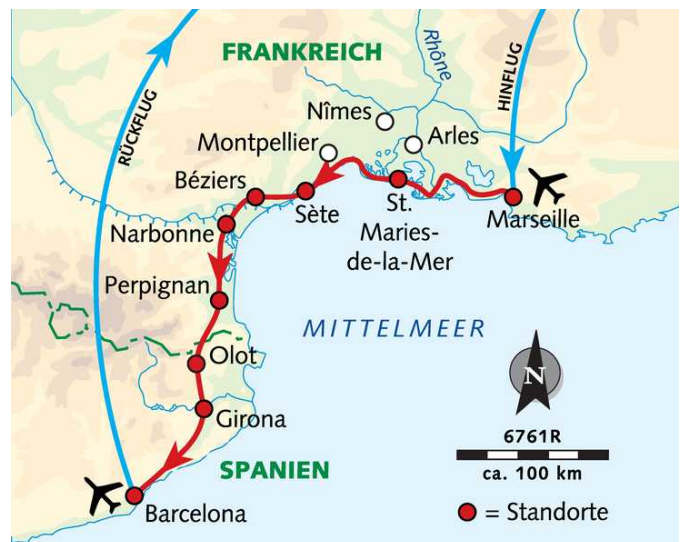 FRANKREICH
Rhône
HINFLUG
RÜCKFLUG
Nîmes
Arles
Montpellier
Béziers
Sète
St.
Maries-
de-la-Mer
Marseille
Narbonne
Perpignan
MITTELMEER
Olot
N
Girona
6761R
SPANIEN
ca. 100 km
Barcelona
= Standorte